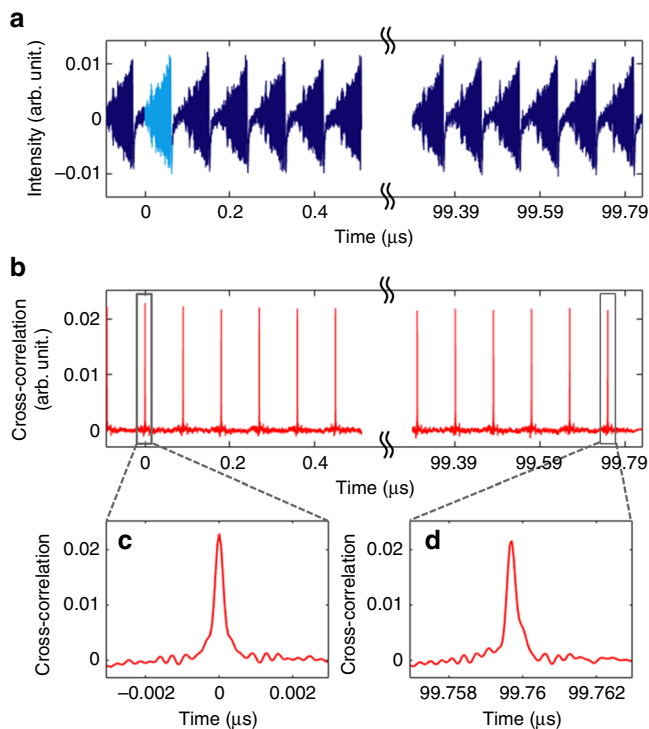 a
Intensity (arb. unit.)
0.01
0
−0.01
0
0.2
0.4
99.39
99.59
99.79
Time (µs)
b
Cross-correlation
(arb. unit.)
0.02
0.01
0
0
0.2
0.4
99.39
99.59
99.79
Time (µs)
c
Cross-correlation
0.02
0.01
0
−0.002
0
0.002
Time (µs)
d
Cross-correlation
0.02
0.01
0
99.758
99.76
99.762
Time (µs)